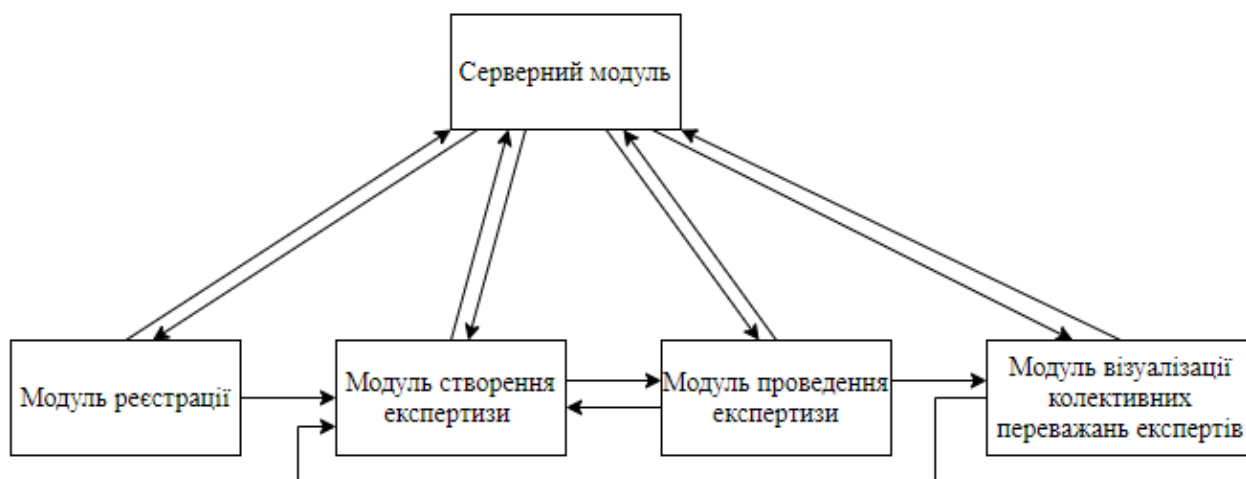 Серверний модуль
Модуль реєстрації
Модуль створення
експертизи
Модуль проведення
експертизи
Модуль візуалізації
колективних
переважань експертів